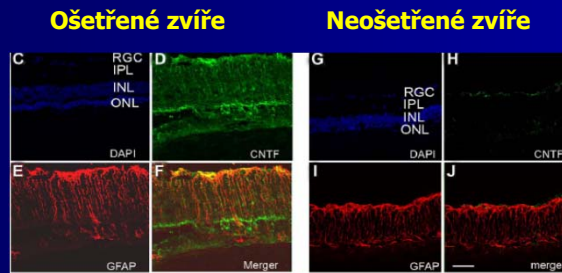 Ošetřené zvíře
Neošetřené zvíře
C
RGC
IPL
INL
ONL
DAPI
D
CNTF
G
RGC
IPL
INL
ONL
DAPI
H
CNTF
E
GFAP
F
Merger
I
GFAP
J
merge